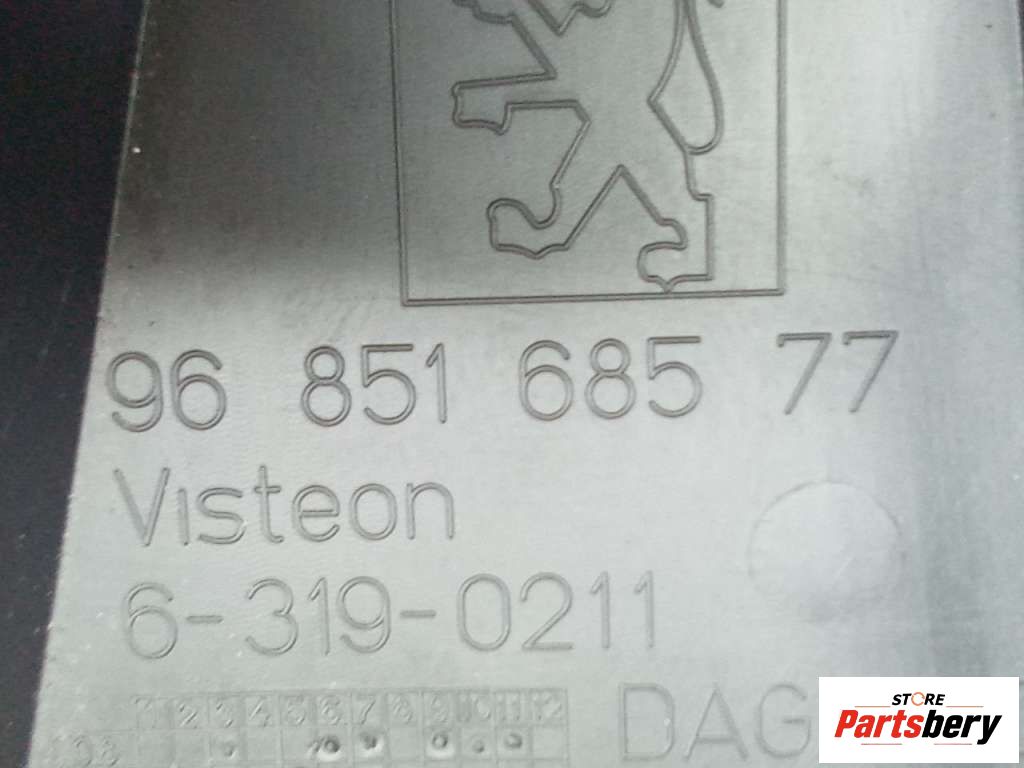 96 851 685 77
Visteon
6-319-0211
1 2 3 4 5 6 7 8 9 10 11 12
DAG
STORE
Partsbery